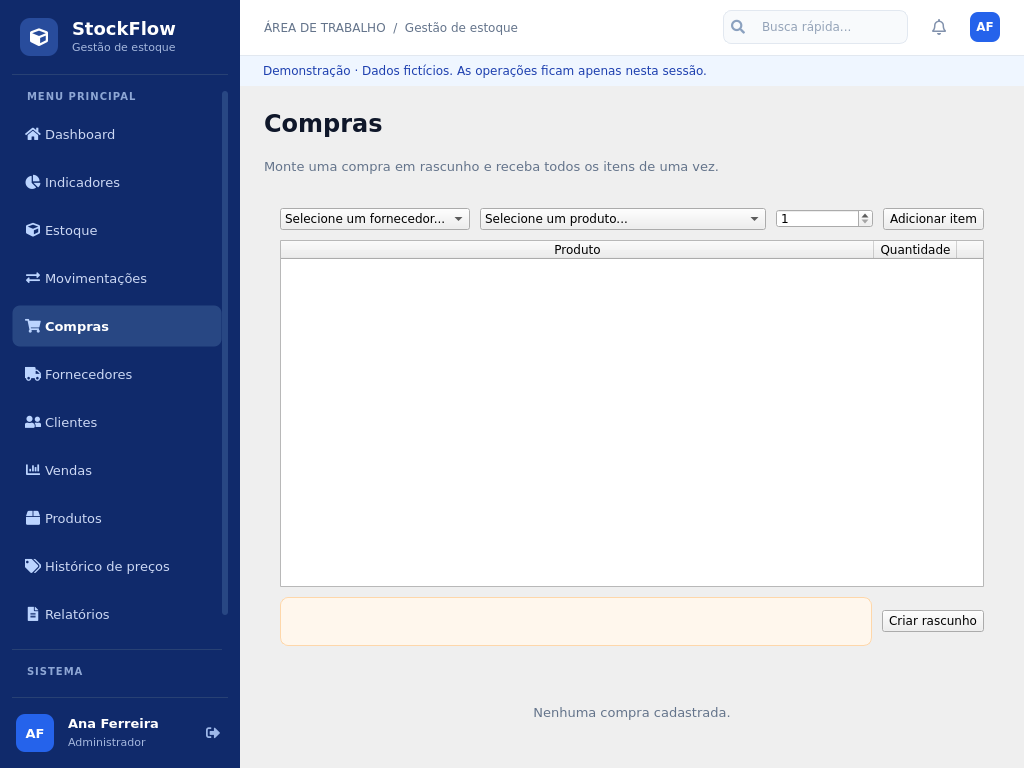 StockFlow
Gestão de estoque
MENU PRINCIPAL
Dashboard
Indicadores
Estoque
Movimentações
Compras
Fornecedores
Clientes
Vendas
Produtos
Histórico de preços
Relatórios
SISTEMA
AF
Ana Ferreira
Administrador
ÁREA DE TRABALHO / Gestão de estoque
Busca rápida...
AF
Demonstração · Dados fictícios. As operações ficam apenas nesta sessão.
Compras
Monte uma compra em rascunho e receba todos os itens de uma vez.
Selecione um fornecedor... Selecione um produto... 1 Adicionar item
Produto Quantidade
Criar rascunho
Nenhuma compra cadastrada.